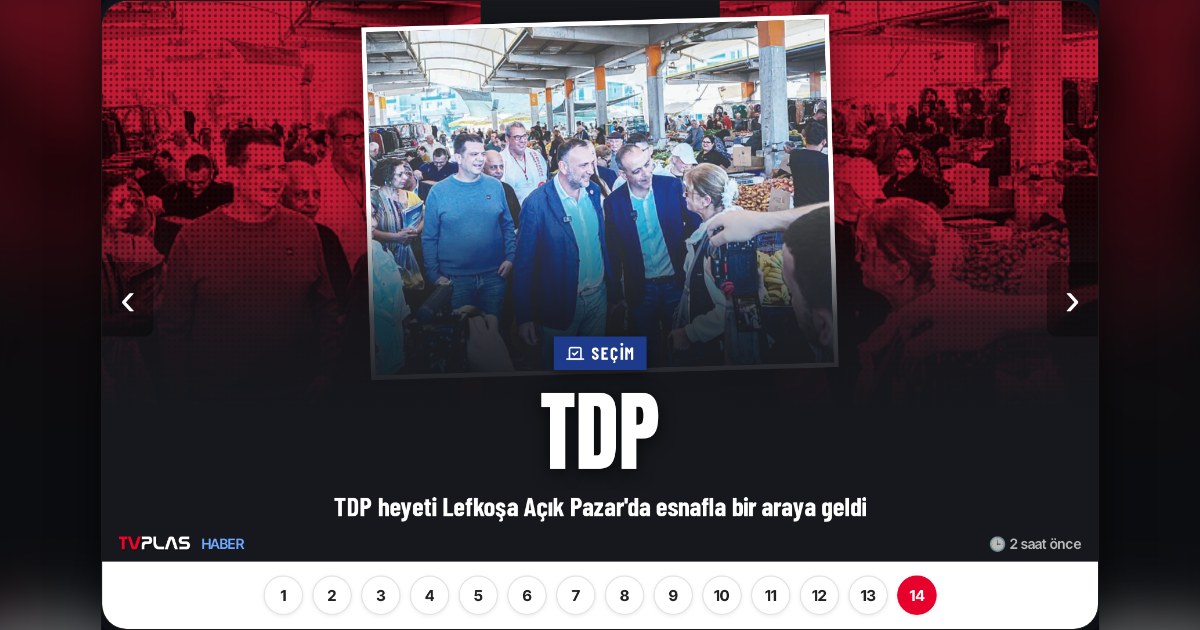 SEÇİM
TDP
TDP heyeti Lefkoşa Açık Pazar'da esnafla bir araya geldi
TVPLAS HABER
2 saat önce
1 2 3 4 5 6 7 8 9 10 11 12 13 14